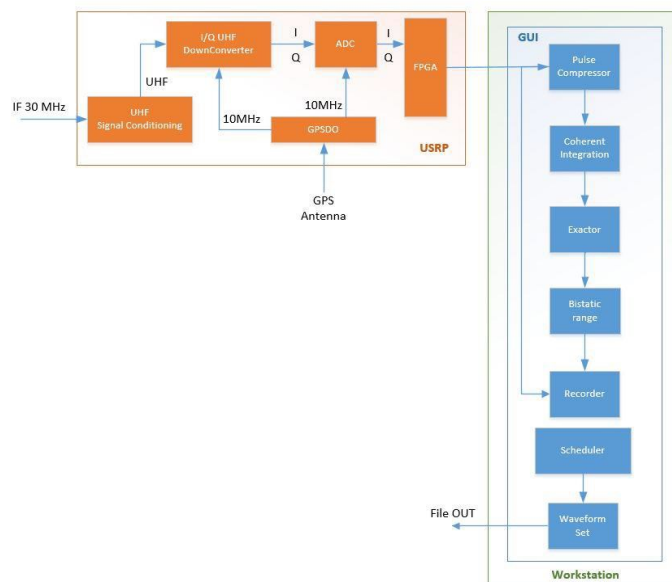 I/Q UHF
DownConverter
I
Q
ADC
I
Q
FPGA
UHF
IF 30 MHz
UHF
Signal Conditioning
10MHz
10MHz
GPSDO
USRP
GPS
Antenna
GUI
Pulse
Compressor
Coherent
Integration
Exactor
Bistatic
range
Recorder
Scheduler
File OUT
Waveform
Set
Workstation